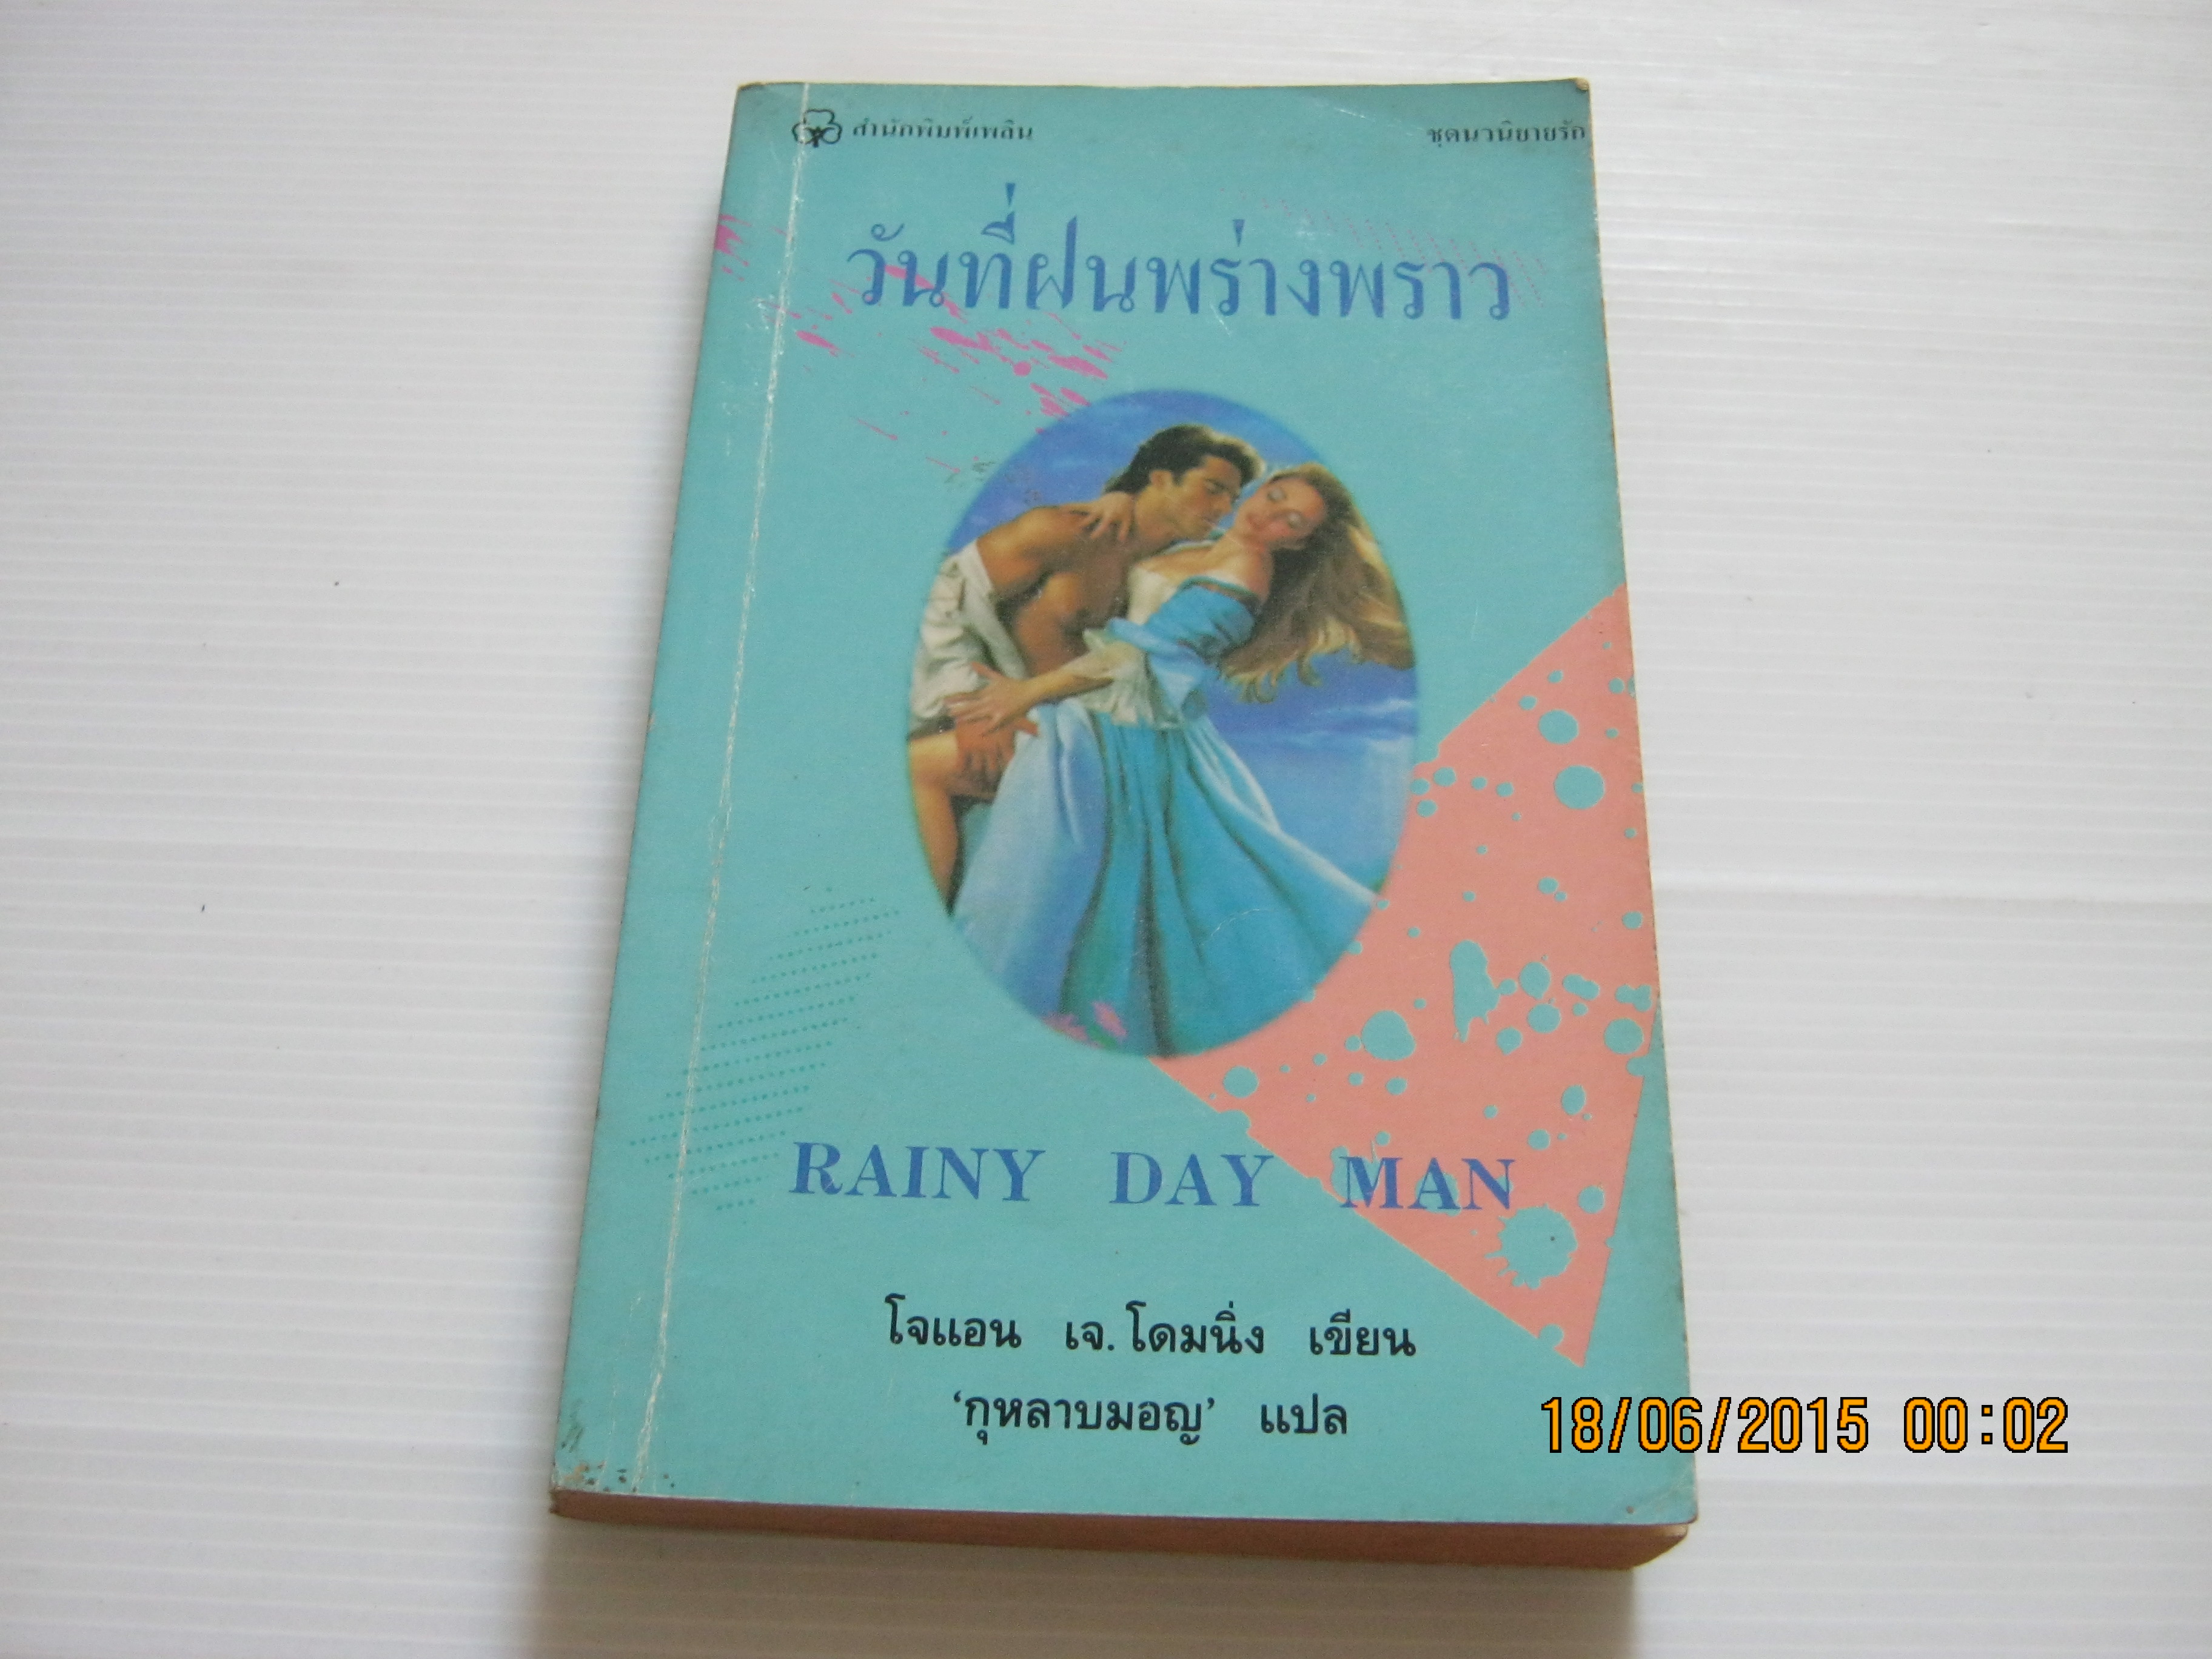 สำนักพิมพ์เพลิน
ชุดนวนิยายรัก
วันที่ฝนพร่างพราว
RAINY DAY MAN
โจแอน เจ. โดมนิ่ง เขียน
‘กุหลาบมอญ’ แปล
18/06/2015 00:02